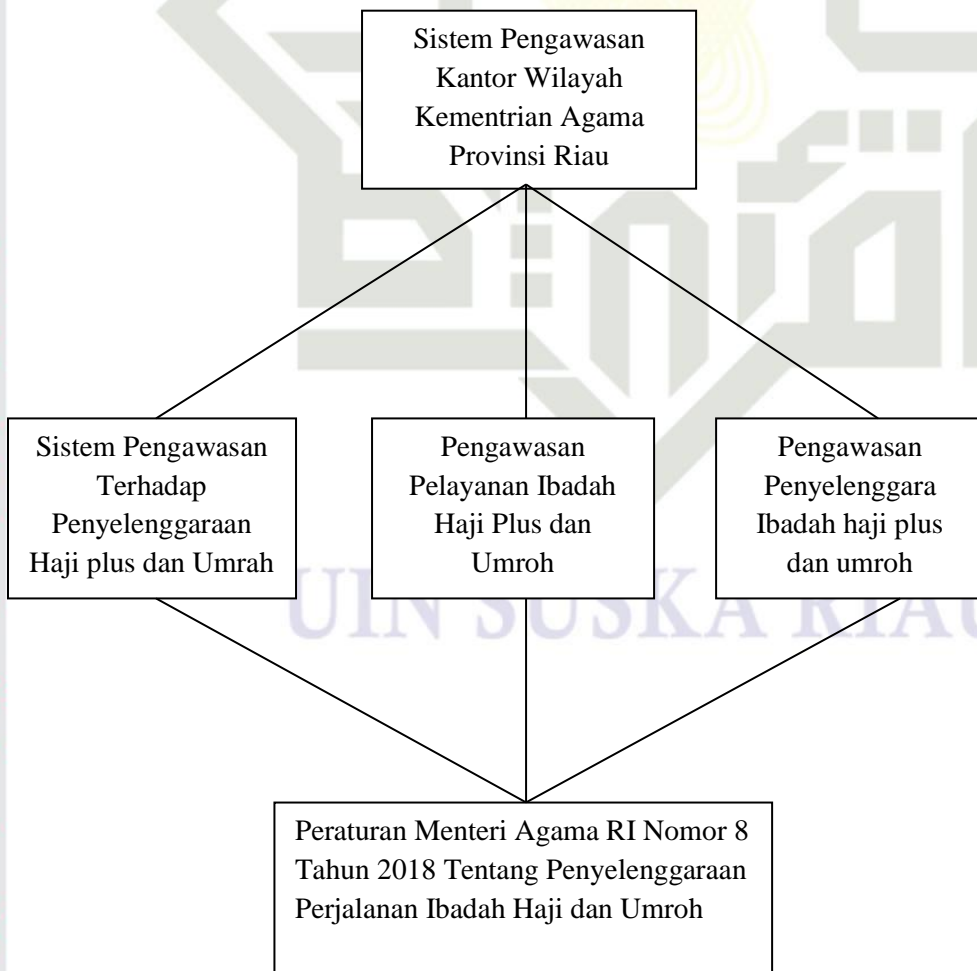 Sistem Pengawasan
Kantor Wilayah
Kementrian Agama
Provinsi Riau
Sistem Pengawasan
Terhadap
Penyelenggaraan
Haji plus dan Umrah
Pengawasan
Pelayanan Ibadah
Haji Plus dan
Umroh
Pengawasan
Penyelenggara
Ibadah haji plus
dan umroh
UIN SUSKA RIAU
Peraturan Menteri Agama RI Nomor 8
Tahun 2018 Tentang Penyelenggaraan
Perjalanan Ibadah Haji dan Umroh